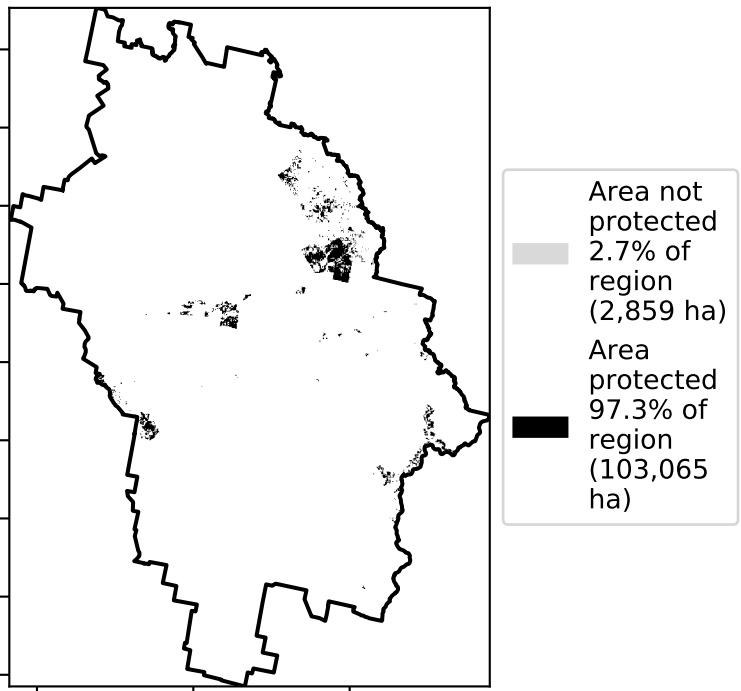 Area not
protected
2.7% of
region
(2,859 ha)
Area
protected
97.3% of
region
(103,065
ha)